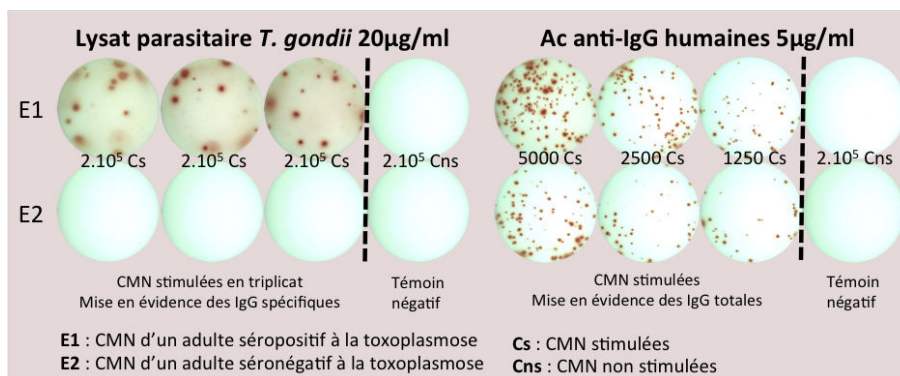 Lysat parasitaire T. gondii 20μg/ml
Ac anti-IgG humaines 5μg/ml
E1
2.10⁵ Cs 2.10⁵ Cs 2.10⁵ Cs 2.10⁵ Cns
5000 Cs 2500 Cs 1250 Cs 2.10⁵ Cns
E2
CMN stimulées en triplicat
Mise en évidence des IgG spécifiques
Témoin
négatif
CMN stimulées
Mise en évidence des IgG totales
Témoin
négatif
E1 : CMN d'un adulte séropositif à la toxoplasmose
E2 : CMN d'un adulte séronégatif à la toxoplasmose
Cs : CMN stimulées
Cns : CMN non stimulées